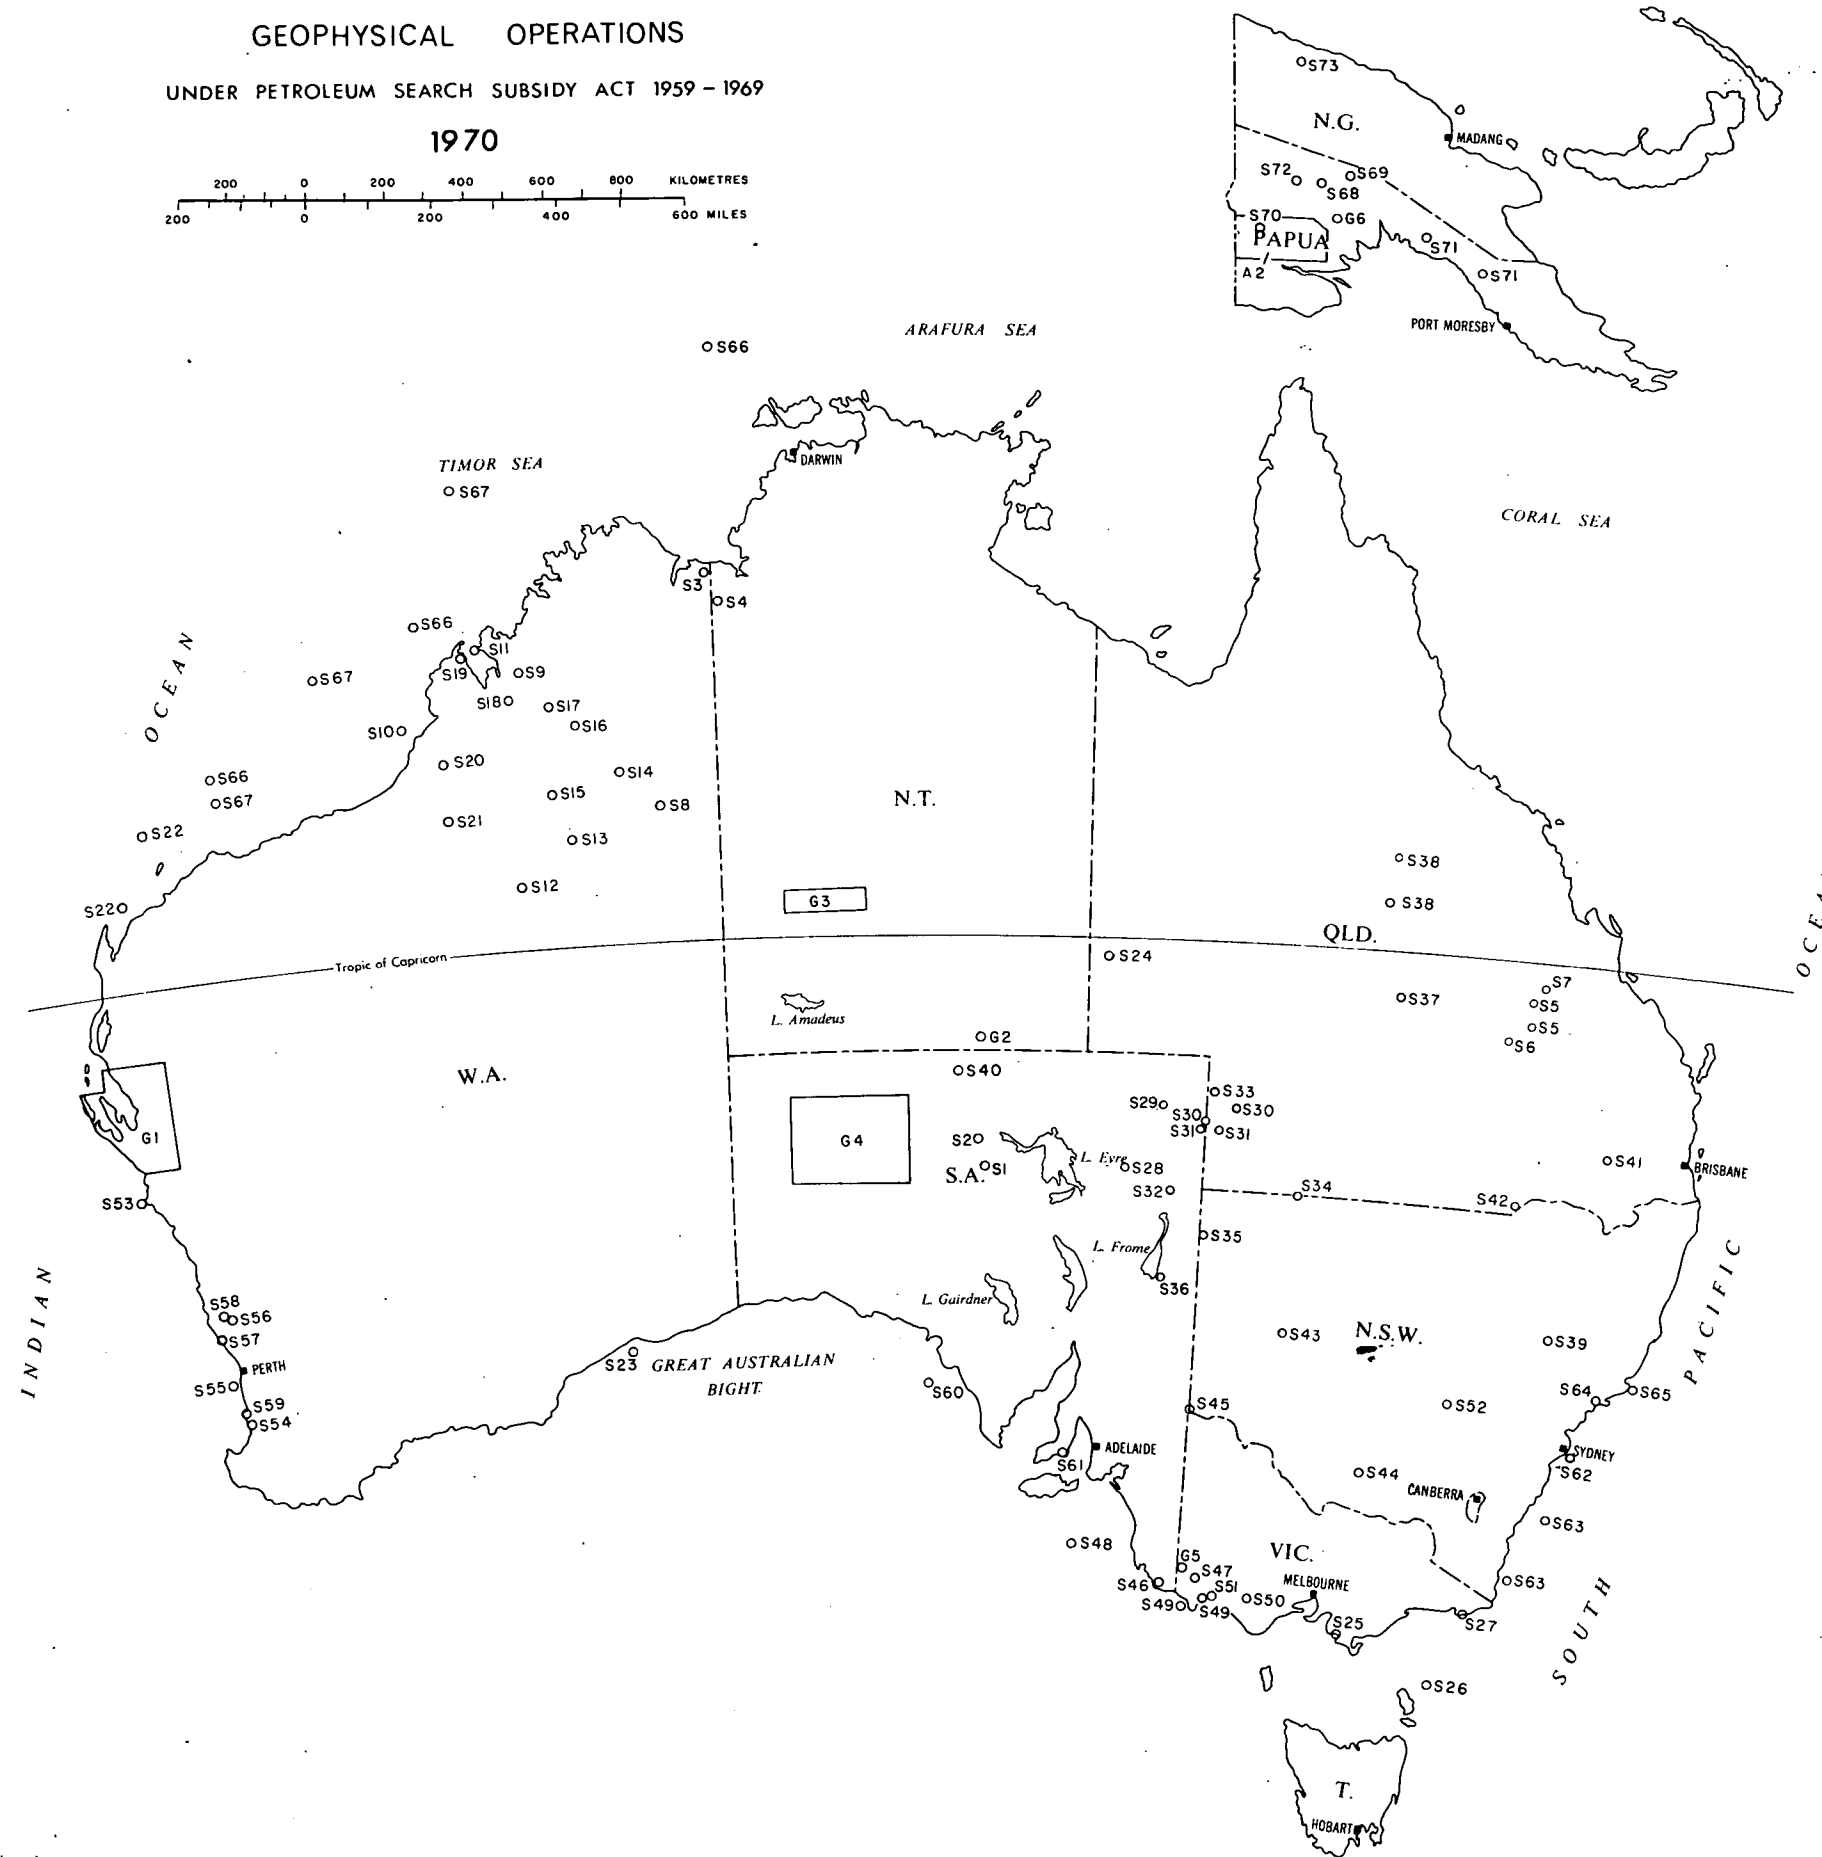 GEOPHYSICAL OPERATIONS
UNDER PETROLEUM SEARCH SUBSIDY ACT 1959 – 1969
1970
200 0 200 400 600 800 KILOMETRES
200 0 200 400 600 MILES
S73
N.G.
MADANG
S72
S69
S68
S70
G6
PAPUA
S71
A2
S71
PORT MORESBY
ARAFURA SEA
S66
TIMOR SEA
S67
DARWIN
CORAL SEA
S3
S4
S66
S11
S19
S9
S67
S18
S17
S16
S10
OCEAN
S20
S14
S66
S15
S67
S8
S21
S22
S13
N.T.
S12
G3
S38
S38
S22
QLD.
OCEA
Tropic of Capricorn
S24
S7
S37
S5
S5
S6
L. Amadeus
G2
W.A.
S40
S33
S29
S30
S30
S31
S31
G1
G4
S2
S1
L. Eyre
S28
S.A.
S32
S41
BRISBANE
S34
S42
S53
S35
L. Frome
S36
L. Gairdner
INDIAN
S58
S56
S57
PERTH
S55
S59
S54
S23
GREAT AUSTRALIAN
BIGHT
S60
S43
N.S.W.
S39
PACIFIC
S64
S65
S45
S52
ADELAIDE
S61
SYDNEY
S62
S44
CANBERRA
S63
S48
VIC.
G5
S47
S46
S51
MELBOURNE
S49
S49
S50
S63
S25
S27
SOUTH
S26
T.
HOBART